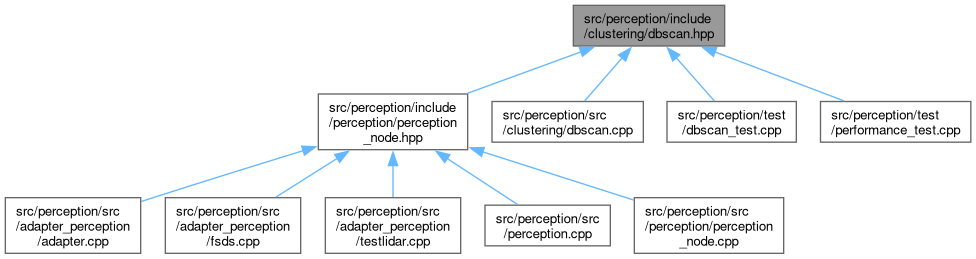 src/perception/include
/clustering/dbscan.hpp
src/perception/include
/perception/perception
_node.hpp
src/perception/src
/clustering/dbscan.cpp
src/perception/test
/dbscan_test.cpp
src/perception/test
/performance_test.cpp
src/perception/src
/adapter_perception
/adapter.cpp
src/perception/src
/adapter_perception
/fsds.cpp
src/perception/src
/adapter_perception
/testlidar.cpp
src/perception/src
/perception.cpp
src/perception/src
/perception/perception
_node.cpp